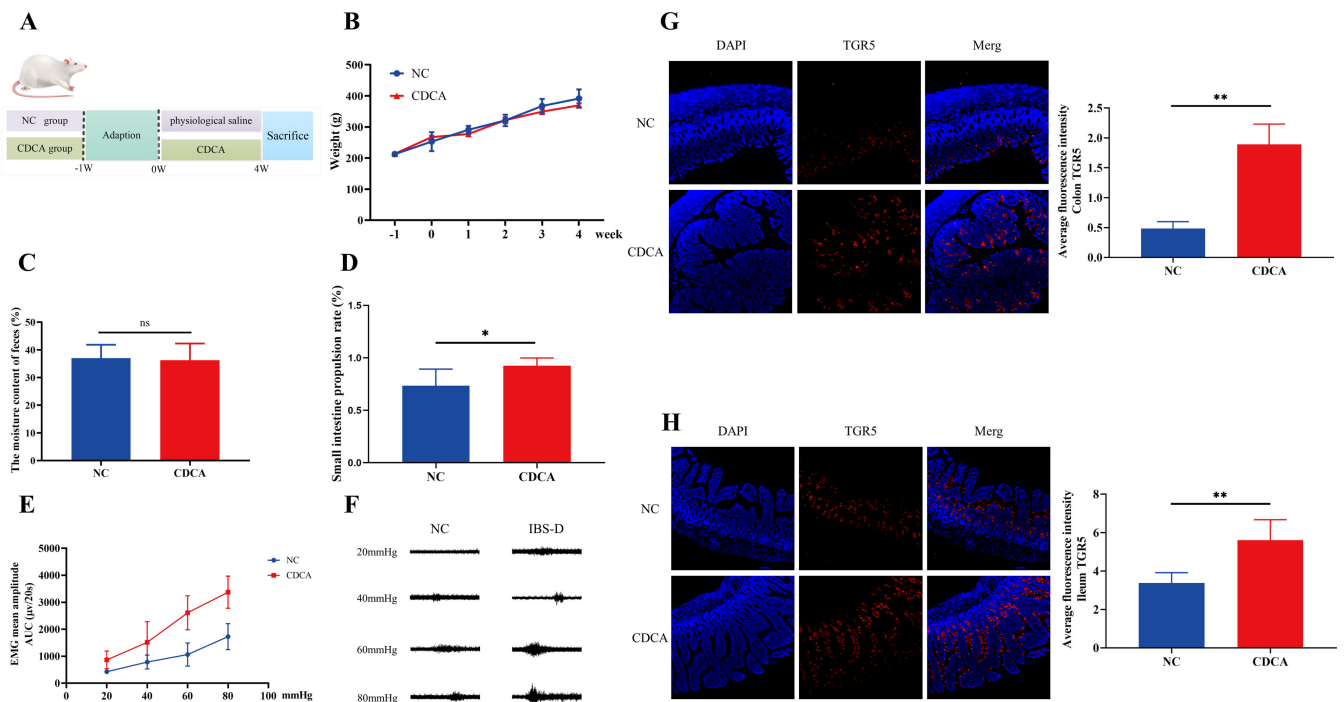 A
NC group
CDCA group
Adaption
physiological saline
CDCA
Sacrifice
-1W
0W
4W
B
Weight (g)
500
400
300
200
100
0
NC
CDCA
-1
0
1
2
3
4
week
C
The moisture content of feces (%)
50
40
30
20
10
0
ns
NC
CDCA
D
Small intestine propulsion rate (%)
1.5
1.0
0.5
0.0
*
NC
CDCA
E
EMG mean amplitude
AUC (μv/20s)
5000
4000
3000
2000
1000
0
NC
CDCA
0
20
40
60
80
100
mmHg
F
NC
IBS-D
20mmHg
40mmHg
60mmHg
80mmHg
G
DAPI
TGR5
Merg
NC
CDCA
Average fluorescence intensity
Colon TGR5
2.5
2.0
1.5
1.0
0.5
0.0
**
NC
CDCA
H
DAPI
TGR5
Merg
NC
CDCA
Average fluorescence intensity
Ileum TGR5
8
6
4
2
0
**
NC
CDCA